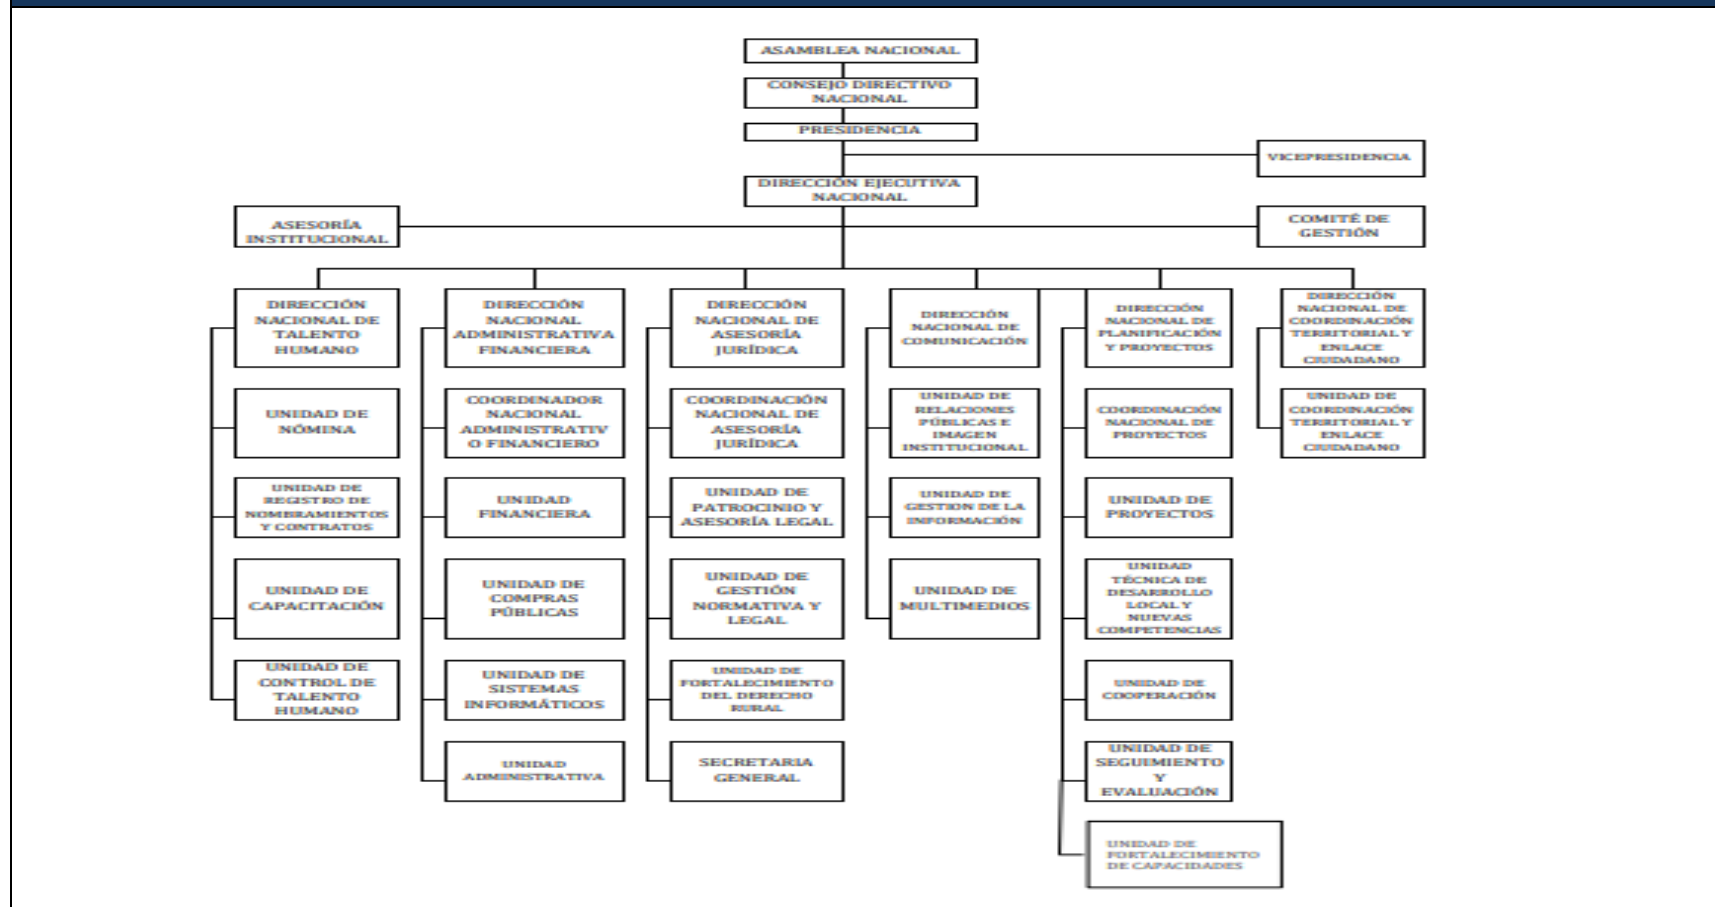 ASAMBLEA NACIONAL
CONSEJO DIRECTIVO
NACIONAL
PRESIDENCIA
VICEPRESIDENCIA
DIRECCIÓN EJECUTIVA
NACIONAL
ASESORÍA
INSTITUCIONAL
COMITÉ DE
GESTIÓN
DIRECCIÓN
NACIONAL DE
TALENTO
HUMANO
UNIDAD DE
NÓMINA
UNIDAD DE
REGISTRO DE
NOMBRAMIENTOS
Y CONTRATOS
UNIDAD DE
CAPACITACIÓN
UNIDAD DE
CONTROL DE
TALENTO
HUMANO
DIRECCIÓN
NACIONAL
ADMINISTRATIVA
FINANCIERA
COORDINADOR
NACIONAL
ADMINISTRATIV
O FINANCIERO
UNIDAD
FINANCIERA
UNIDAD DE
COMPRAS
PÚBLICAS
UNIDAD DE
SISTEMAS
INFORMÁTICOS
UNIDAD
ADMINISTRATIVA
DIRECCIÓN
NACIONAL DE
ASESORÍA
JURÍDICA
COORDINACIÓN
NACIONAL DE
ASESORÍA
JURÍDICA
UNIDAD DE
PATROCINIO Y
ASESORÍA LEGAL
UNIDAD DE
GESTIÓN
NORMATIVA Y
LEGAL
UNIDAD DE
FORTALECIMIENTO
DEL DERECHO
RURAL
SECRETARIA
GENERAL
DIRECCIÓN
NACIONAL DE
COMUNICACIÓN
UNIDAD DE
RELACIONES
PÚBLICAS E
IMAGEN
INSTITUCIONAL
UNIDAD DE
GESTION DE LA
INFORMACIÓN
UNIDAD DE
MULTIMEDIOS
DIRECCIÓN
NACIONAL DE
PLANIFICACIÓN
Y PROYECTOS
COORDINACIÓN
NACIONAL DE
PROYECTOS
UNIDAD DE
PROYECTOS
UNIDAD
TÉCNICA DE
DESARROLLO
LOCAL Y
NUEVAS
COMPETENCIAS
UNIDAD DE
COOPERACIÓN
UNIDAD DE
SEGUIMIENTO
Y
EVALUACIÓN
UNIDAD DE
FORTALECIMIENTO
DE CAPACIDADES
DIRECCIÓN
NACIONAL DE
COORDINACIÓN
TERRITORIAL Y
ENLACE
CIUDADANO
UNIDAD DE
COORDINACIÓN
TERRITORIAL Y
ENLACE
CIUDADANO